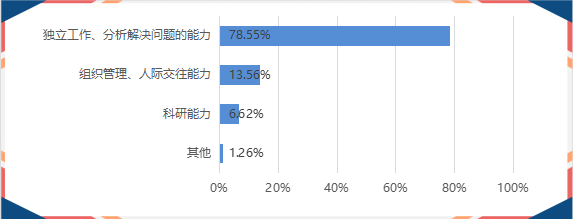 独立工作、分析解决问题的能力 78.55%
组织管理、人际交往能力 13.56%
科研能力 6.62%
其他 1.26%
0% 20% 40% 60% 80% 100%